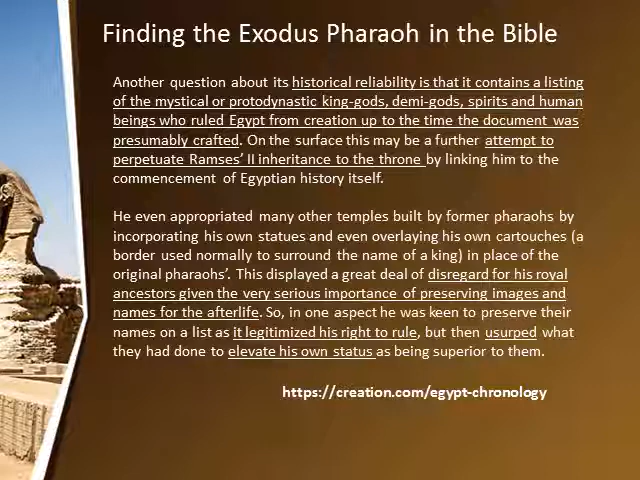 Finding the Exodus Pharaoh in the Bible
Another question about its historical reliability is that it contains a listing
of the mystical or protodynastic king-gods, demi-gods, spirits and human
beings who ruled Egypt from creation up to the time the document was
presumably crafted. On the surface this may be a further attempt to
perpetuate Ramses' II inheritance to the throne by linking him to the
commencement of Egyptian history itself.
He even appropriated many other temples built by former pharaohs by
incorporating his own statues and even overlaying his own cartouches (a
border used normally to surround the name of a king) in place of the
original pharaohs'. This displayed a great deal of disregard for his royal
ancestors given the very serious importance of preserving images and
names for the afterlife. So, in one aspect he was keen to preserve their
names on a list as it legitimized his right to rule, but then usurped what
they had done to elevate his own status as being superior to them.
https://creation.com/egypt-chronology